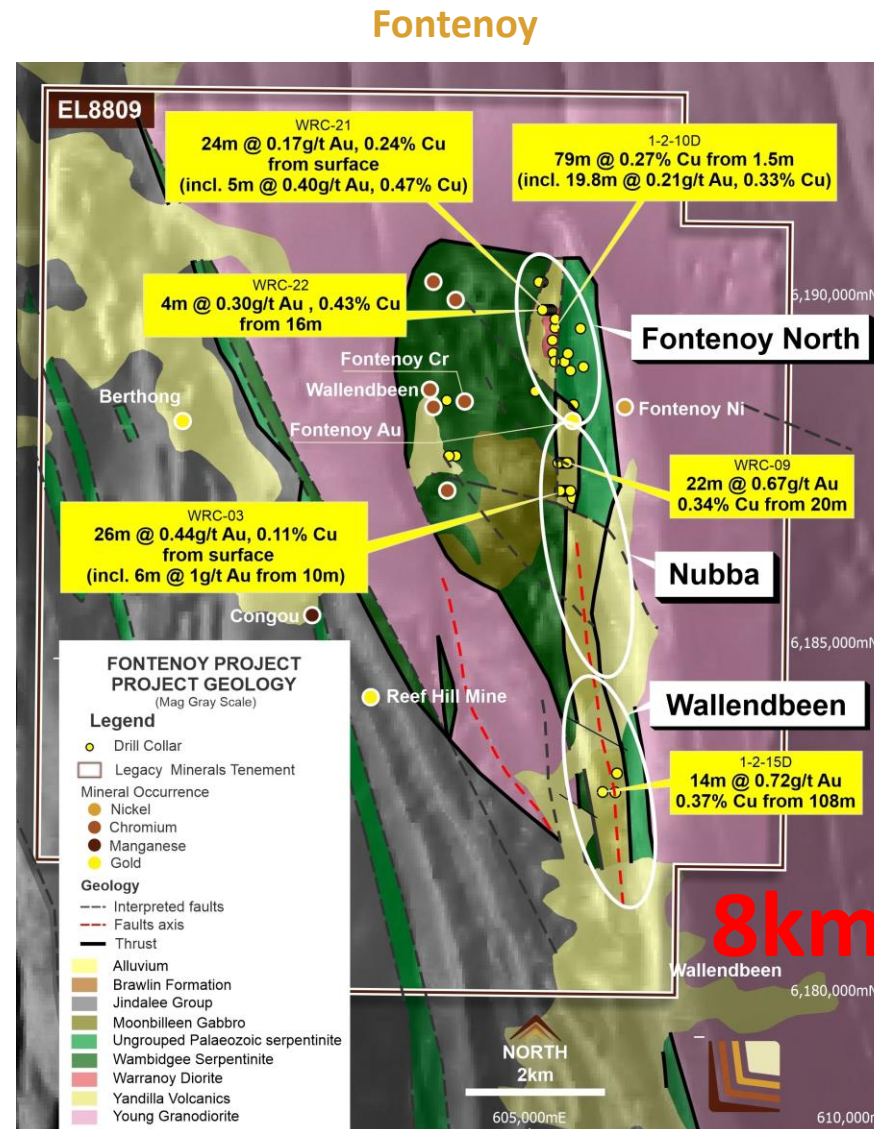 Fontenoy
EL8809
WRC-21
24m @ 0.17g/t Au, 0.24% Cu
from surface
(incl. 5m @ 0.40g/t Au, 0.47% Cu)
1-2-10D
79m @ 0.27% Cu from 1.5m
(incl. 19.8m @ 0.21g/t Au, 0.33% Cu)
WRC-22
4m @ 0.30g/t Au , 0.43% Cu
from 16m
6,190,000mN
Fontenoy North
Fontenoy Cr
Wallendbeen
Berthong
Fontenoy Au
Fontenoy Ni
WRC-09
22m @ 0.67g/t Au
0.34% Cu from 20m
WRC-03
26m @ 0.44g/t Au, 0.11% Cu
from surface
(incl. 6m @ 1g/t Au from 10m)
Nubba
Congou
6,185,000mN
Reef Hill Mine
Wallendbeen
1-2-15D
14m @ 0.72g/t Au
0.37% Cu from 108m
8km
Wallendbeen
6,180,000mN
FONTENOY PROJECT
PROJECT GEOLOGY
(Mag Gray Scale)
Legend
Drill Collar
Legacy Minerals Tenement
Mineral Occurrence
Nickel
Chromium
Manganese
Gold
Geology
Interpreted faults
Faults axis
Thrust
Alluvium
Brawlin Formation
Jindalee Group
Moonbilleen Gabbro
Ungrouped Palaeozoic serpentinite
Wambidgee Serpentinite
Warranoy Diorite
Yandilla Volcanics
Young Granodiorite
NORTH
2km
605,000mE
610,0